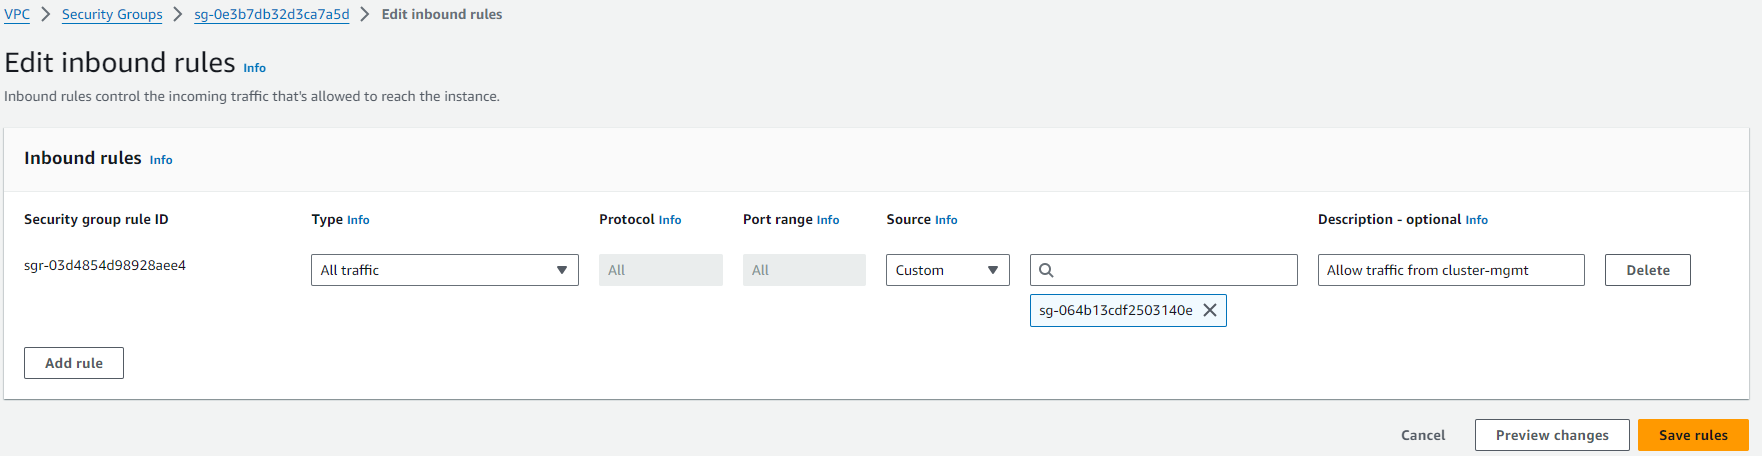 VPC > Security Groups > sg-0e3b7db32d3ca7a5d > Edit inbound rules
Edit inbound rules Info
Inbound rules control the incoming traffic that's allowed to reach the instance.
Inbound rules Info
Security group rule ID Type Info Protocol Info Port range Info Source Info Description - optional Info
sgr-03d4854d98928aee4 All traffic All All Custom Allow traffic from cluster-mgmt Delete
sg-064b13cdf2503140e
Add rule
Cancel Preview changes Save rules